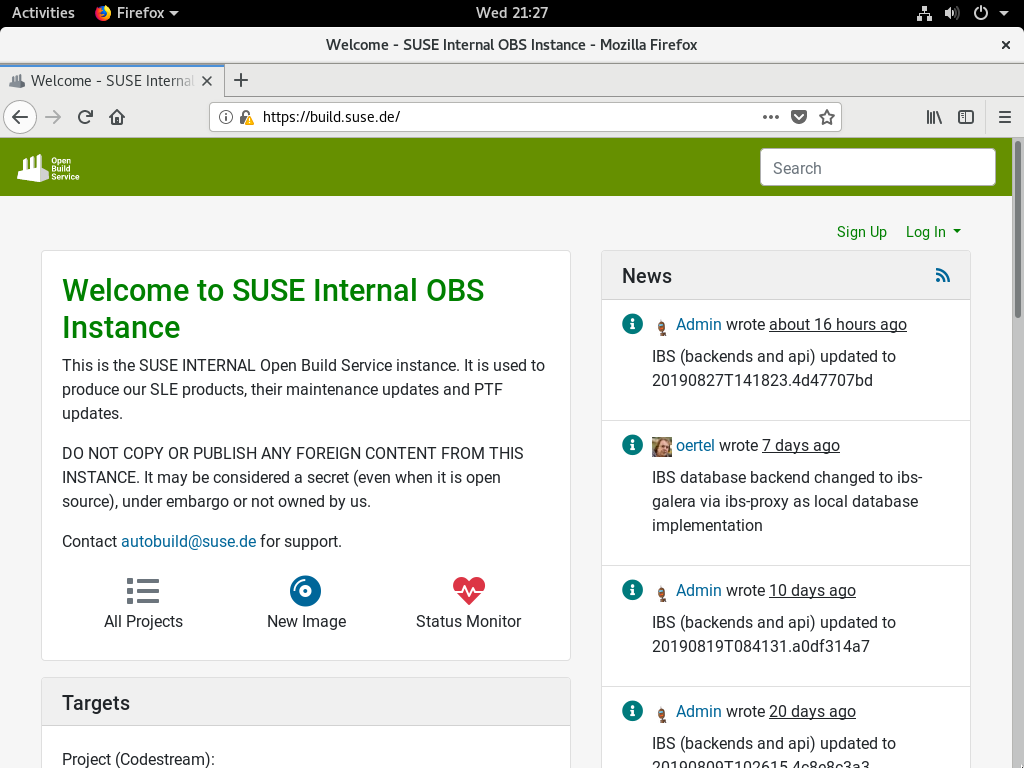 Activities Firefox Wed 21:27
Welcome - SUSE Internal OBS Instance - Mozilla Firefox
Welcome - SUSE Internal
https://build.suse.de/
Open
Build
Service
Search
Sign Up Log In
Welcome to SUSE Internal OBS
Instance
This is the SUSE INTERNAL Open Build Service instance. It is used to
produce our SLE products, their maintenance updates and PTF
updates.
DO NOT COPY OR PUBLISH ANY FOREIGN CONTENT FROM THIS
INSTANCE. It may be considered a secret (even when it is open
source), under embargo or not owned by us.
Contact autobuild@suse.de for support.
All Projects
New Image
Status Monitor
Targets
Project (Codestream):
News
Admin wrote about 16 hours ago
IBS (backends and api) updated to
20190827T141823.4d47707bd
oertel wrote 7 days ago
IBS database backend changed to ibs-
galera via ibs-proxy as local database
implementation
Admin wrote 10 days ago
IBS (backends and api) updated to
20190819T084131.a0df314a7
Admin wrote 20 days ago
IBS (backends and api) updated to
20190809T102615.4c8e8c3a3